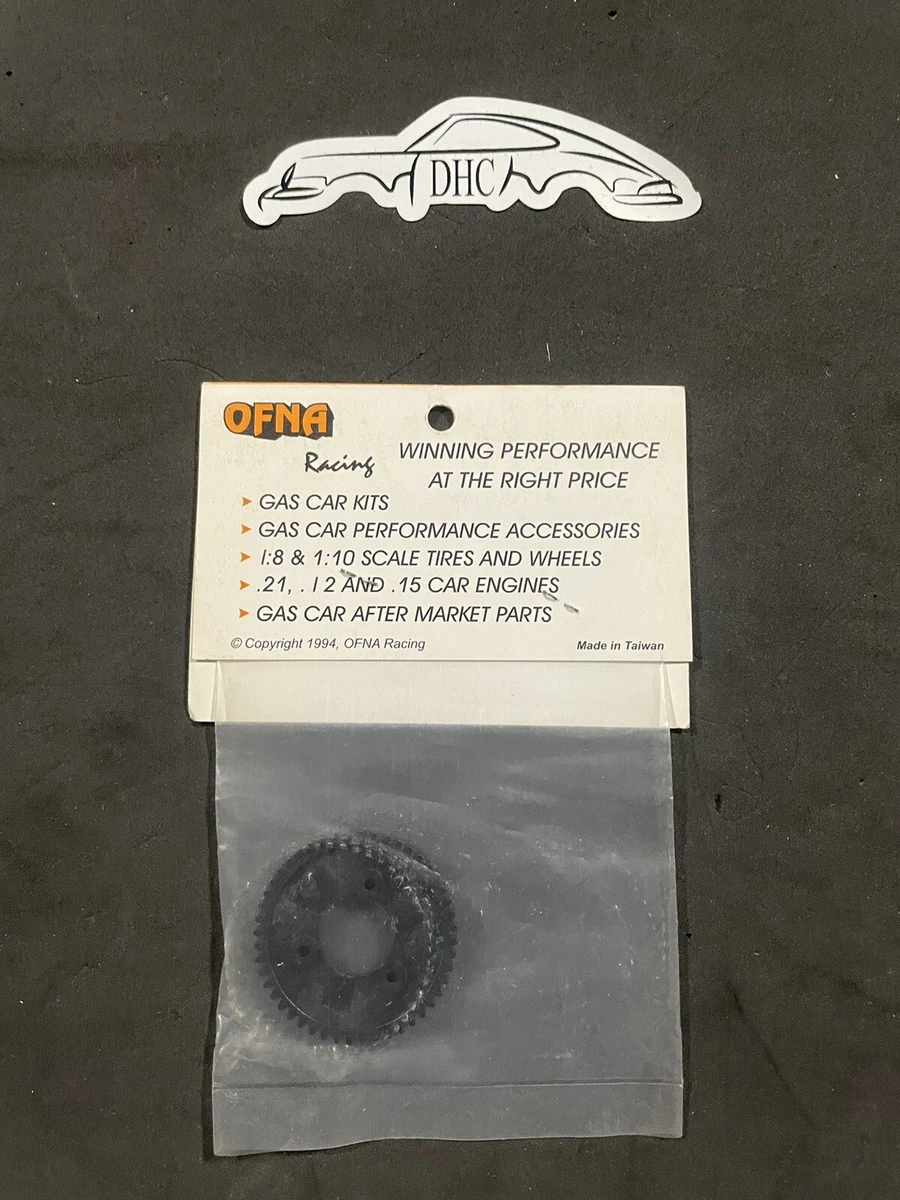 DHC
OFNA
Racing
WINNING PERFORMANCE
AT THE RIGHT PRICE
GAS CAR KITS
GAS CAR PERFORMANCE ACCESSORIES
1:8 & 1:10 SCALE TIRES AND WHEELS
.21, .12 AND .15 CAR ENGINES
GAS CAR AFTER MARKET PARTS
© Copyright 1994, OFNA Racing
Made in Taiwan